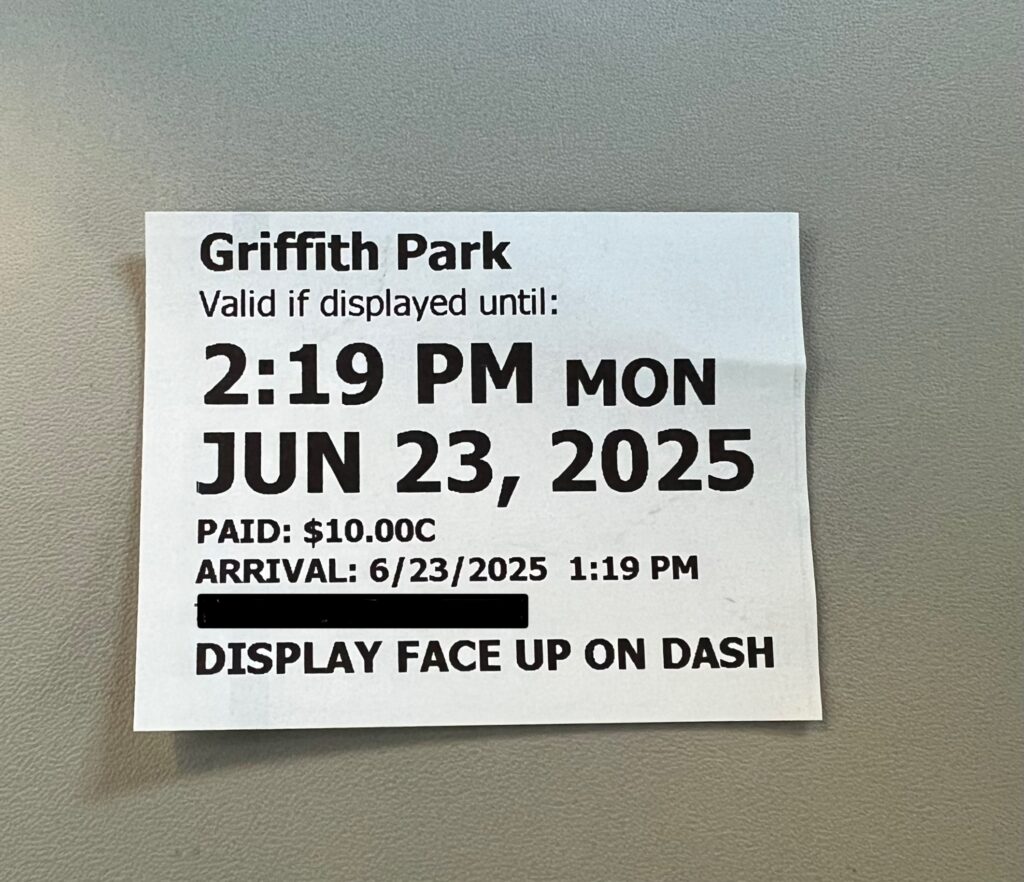 Griffith Park
Valid if displayed until:
2:19 PM MON
JUN 23, 2025
PAID: $10.00C
ARRIVAL: 6/23/2025 1:19 PM
DISPLAY FACE UP ON DASH